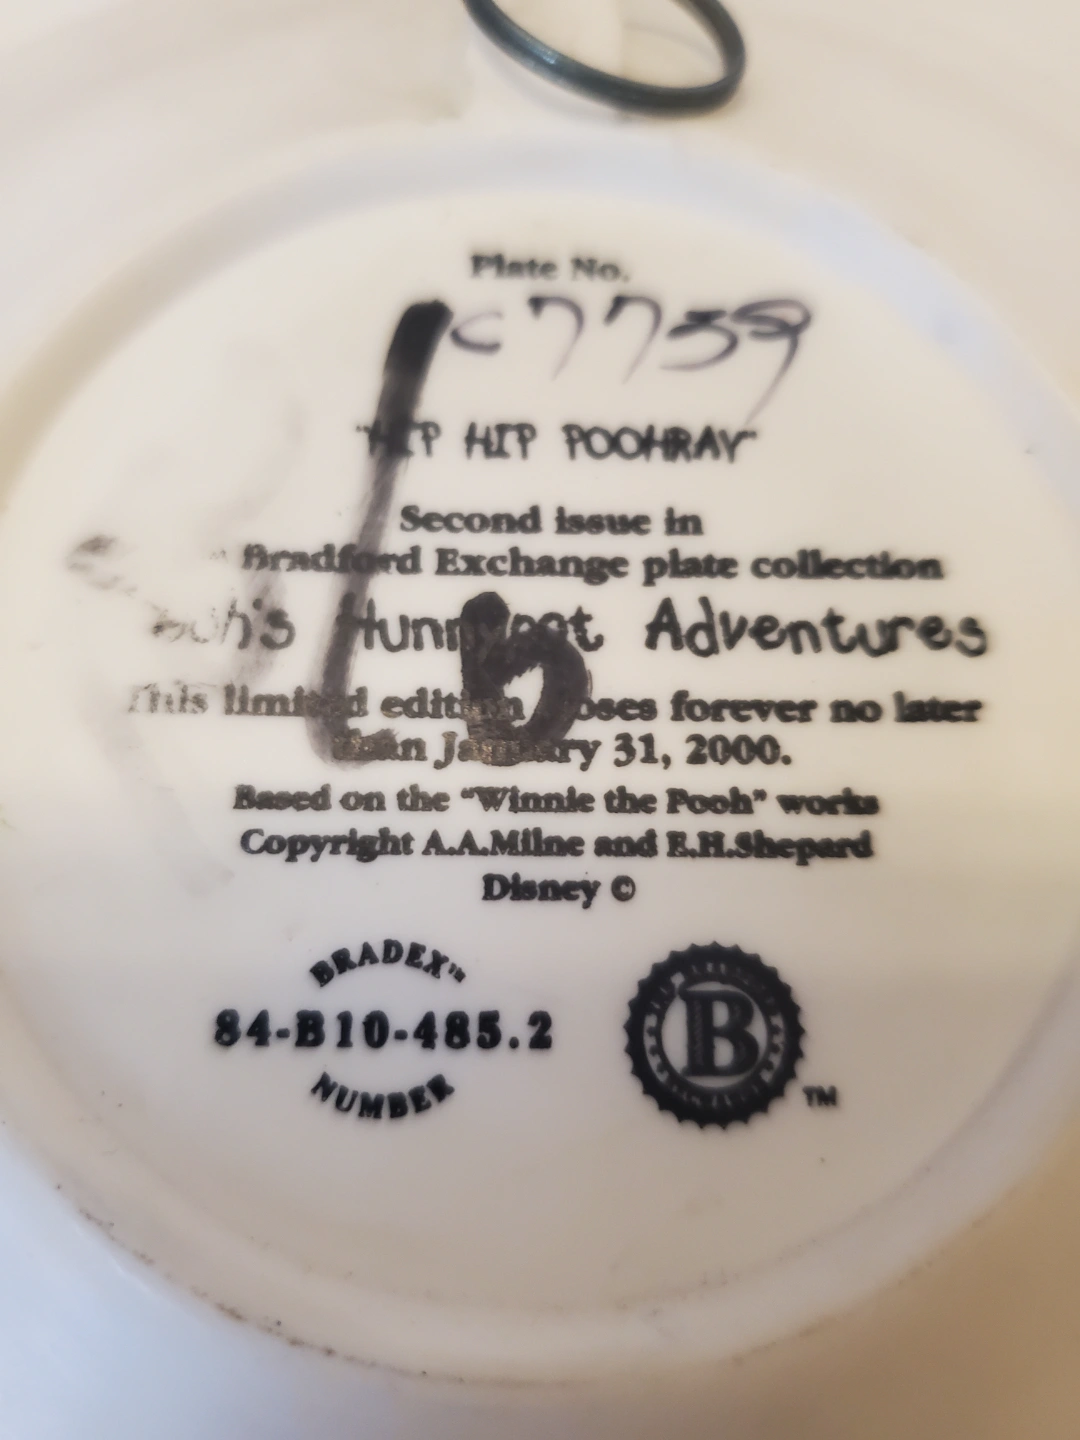 Plate No.
"HIP HIP POOHRAY"
Second issue in
Bradford Exchange plate collection
Pooh's Hunnypot Adventures
This limited edition closes forever no later
than January 31, 2000.
Based on the "Winnie the Pooh" works
Copyright A.A.Milne and E.H.Shepard
Disney ©
BRADEX™
84-B10-485.2
NUMBER
B
TM